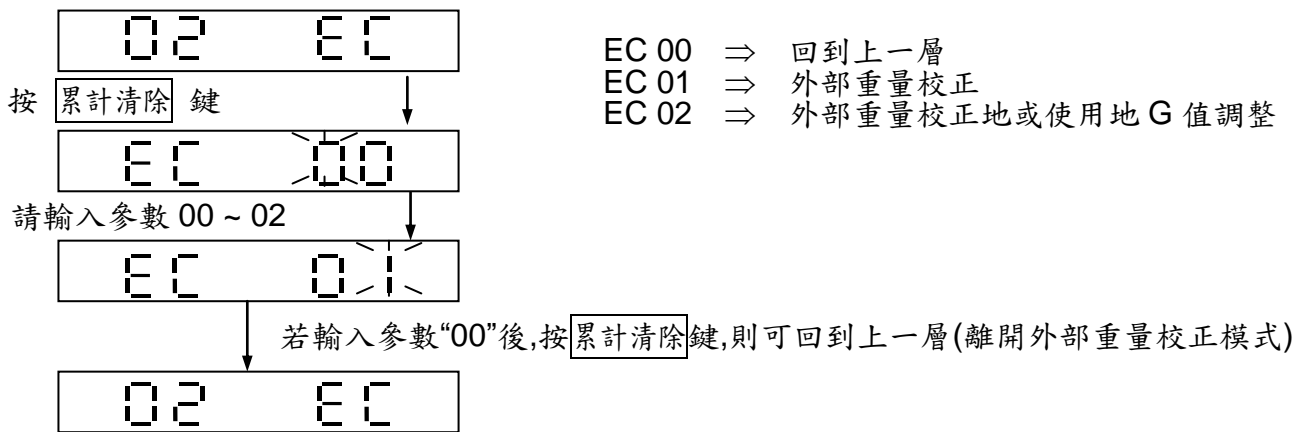 02 EC
EC 00 ⇒ 回到上一層
EC 01 ⇒ 外部重量校正
EC 02 ⇒ 外部重量校正地或使用地 G 值調整
按 累計清除 鍵
EC 00
請輸入參數 00 ~ 02
EC 01
若輸入參數“00”後,按累計清除鍵,則可回到上一層(離開外部重量校正模式)
02 EC